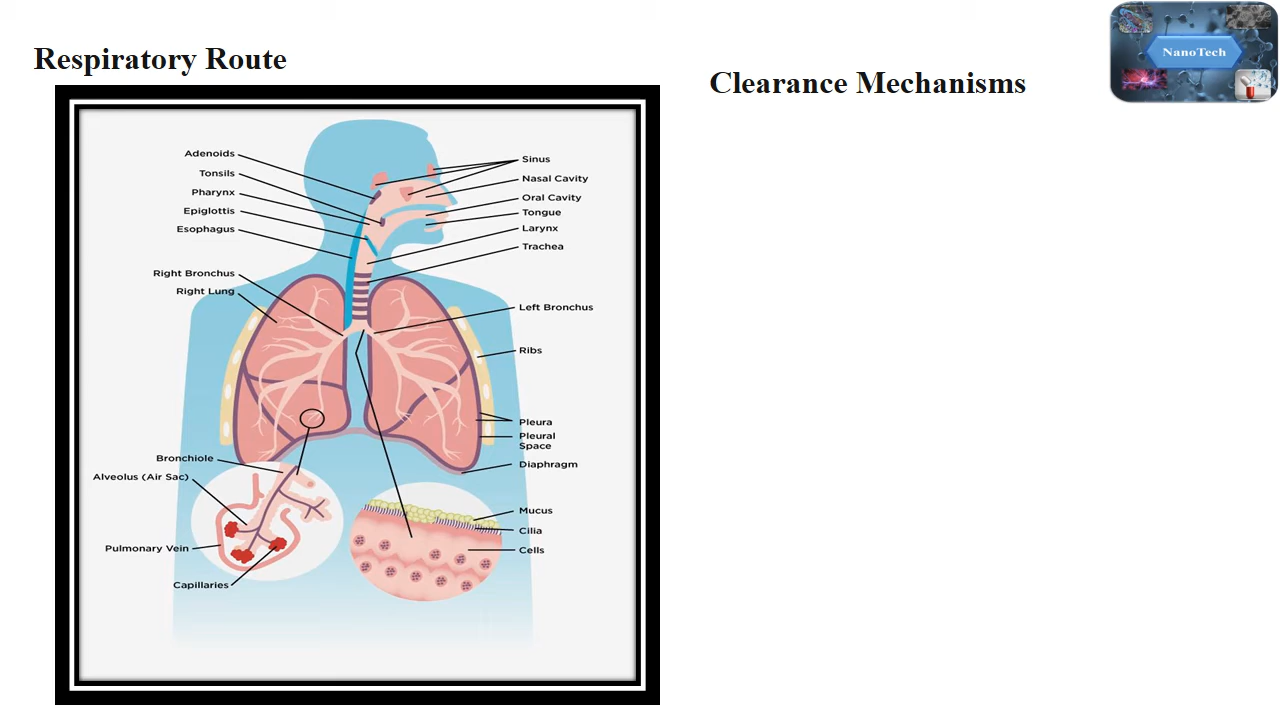 Respiratory Route
Clearance Mechanisms
NanoTech
Adenoids
Tonsils
Pharynx
Epiglottis
Esophagus
Right Bronchus
Right Lung
Bronchiole
Alveolus (Air Sac)
Pulmonary Vein
Capillaries
Sinus
Nasal Cavity
Oral Cavity
Tongue
Larynx
Trachea
Left Bronchus
Ribs
Pleura
Pleural
Space
Diaphragm
Mucus
Cilia
Cells